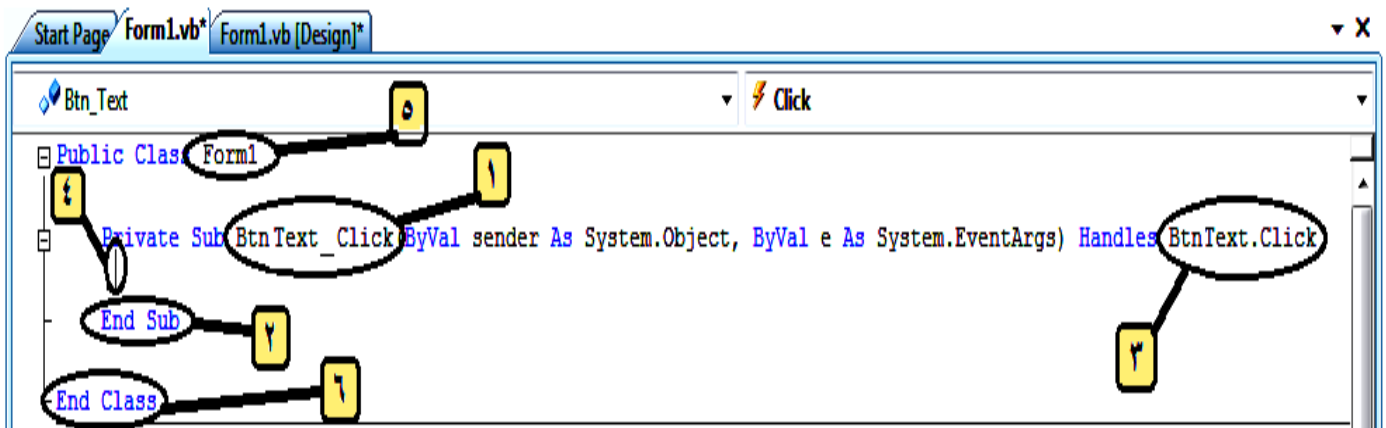 Start Page Form1.vb* Form1.vb [Design]*
Btn_Text Click
٥
Public Class Form1
٤ ١
Private Sub BtnText_Click ByVal sender As System.Object, ByVal e As System.EventArgs) Handles BtnText.Click
End Sub
٢ ٣
End Class
٦